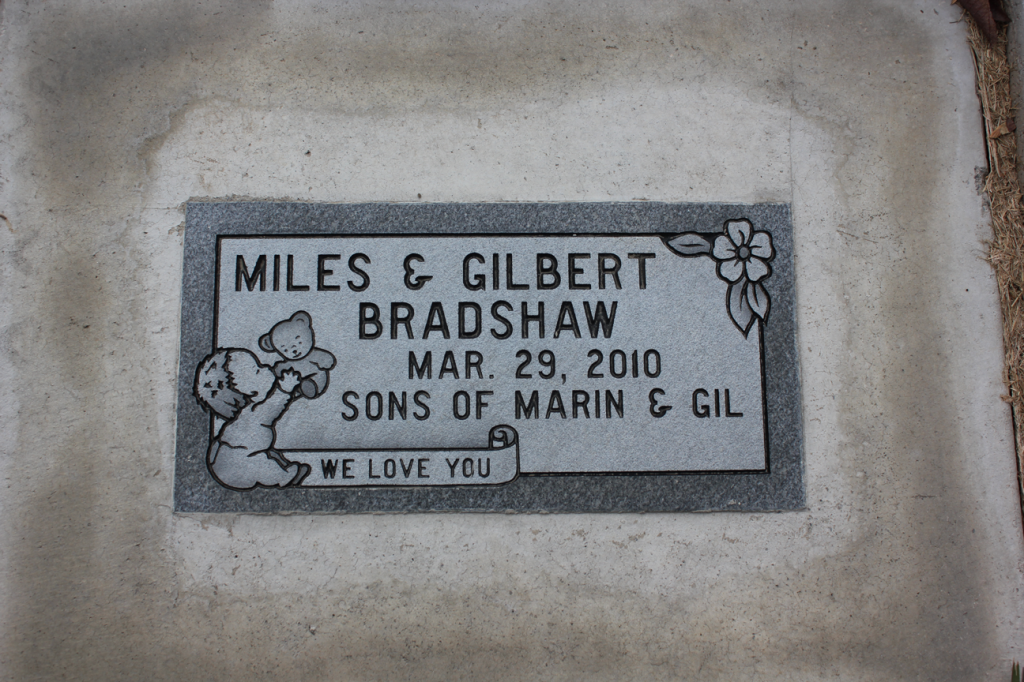 MILES & GILBERT
BRADSHAW
MAR. 29, 2010
SONS OF MARIN & GIL
WE LOVE YOU